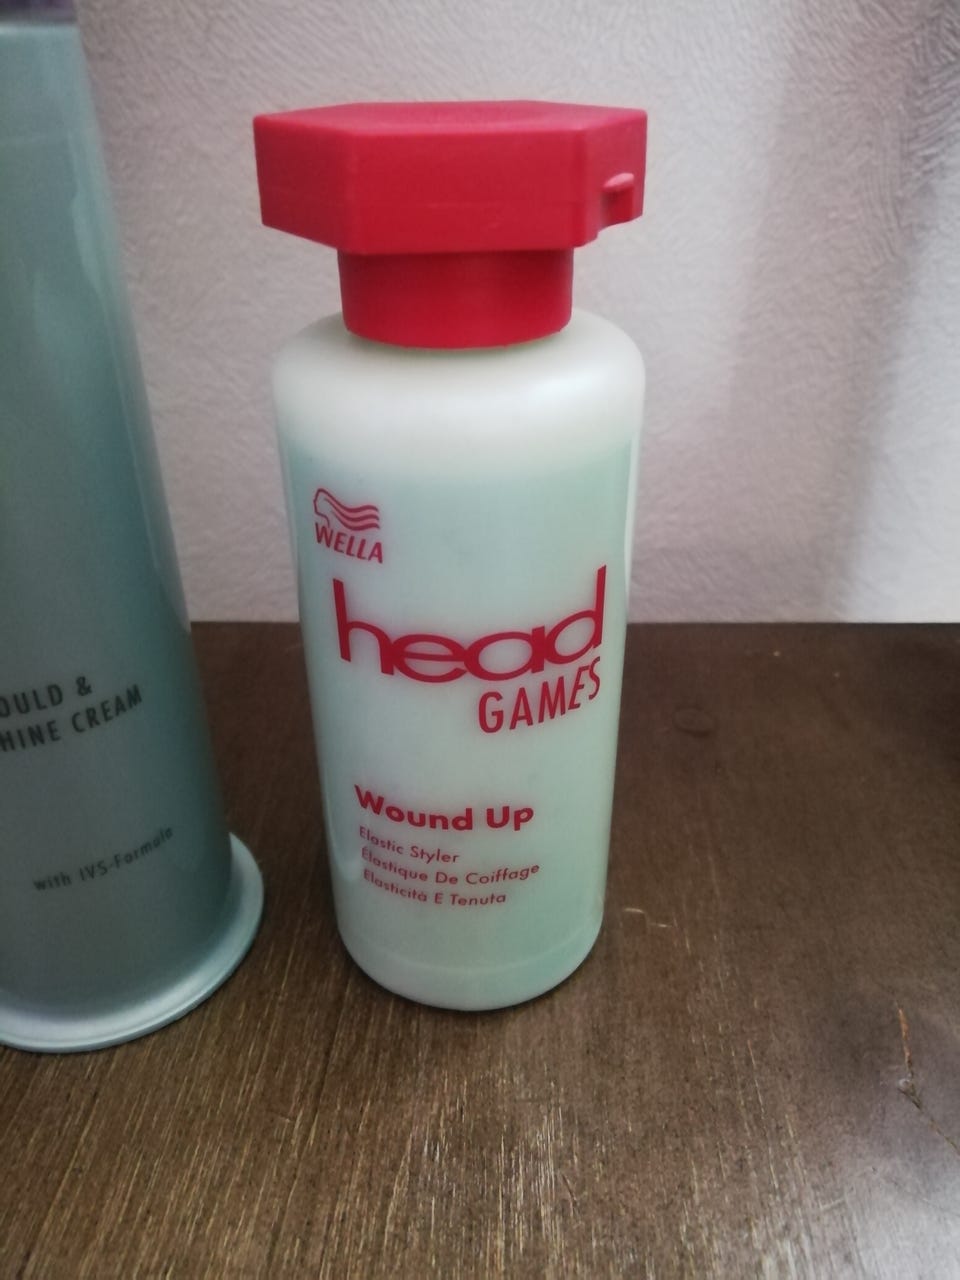 WELLA
head
GAMES
Wound Up
Elastic Styler
Élastique De Coiffage
Elasticità E Tenuta
OULD &
HINE CREAM
with IVS-Formula